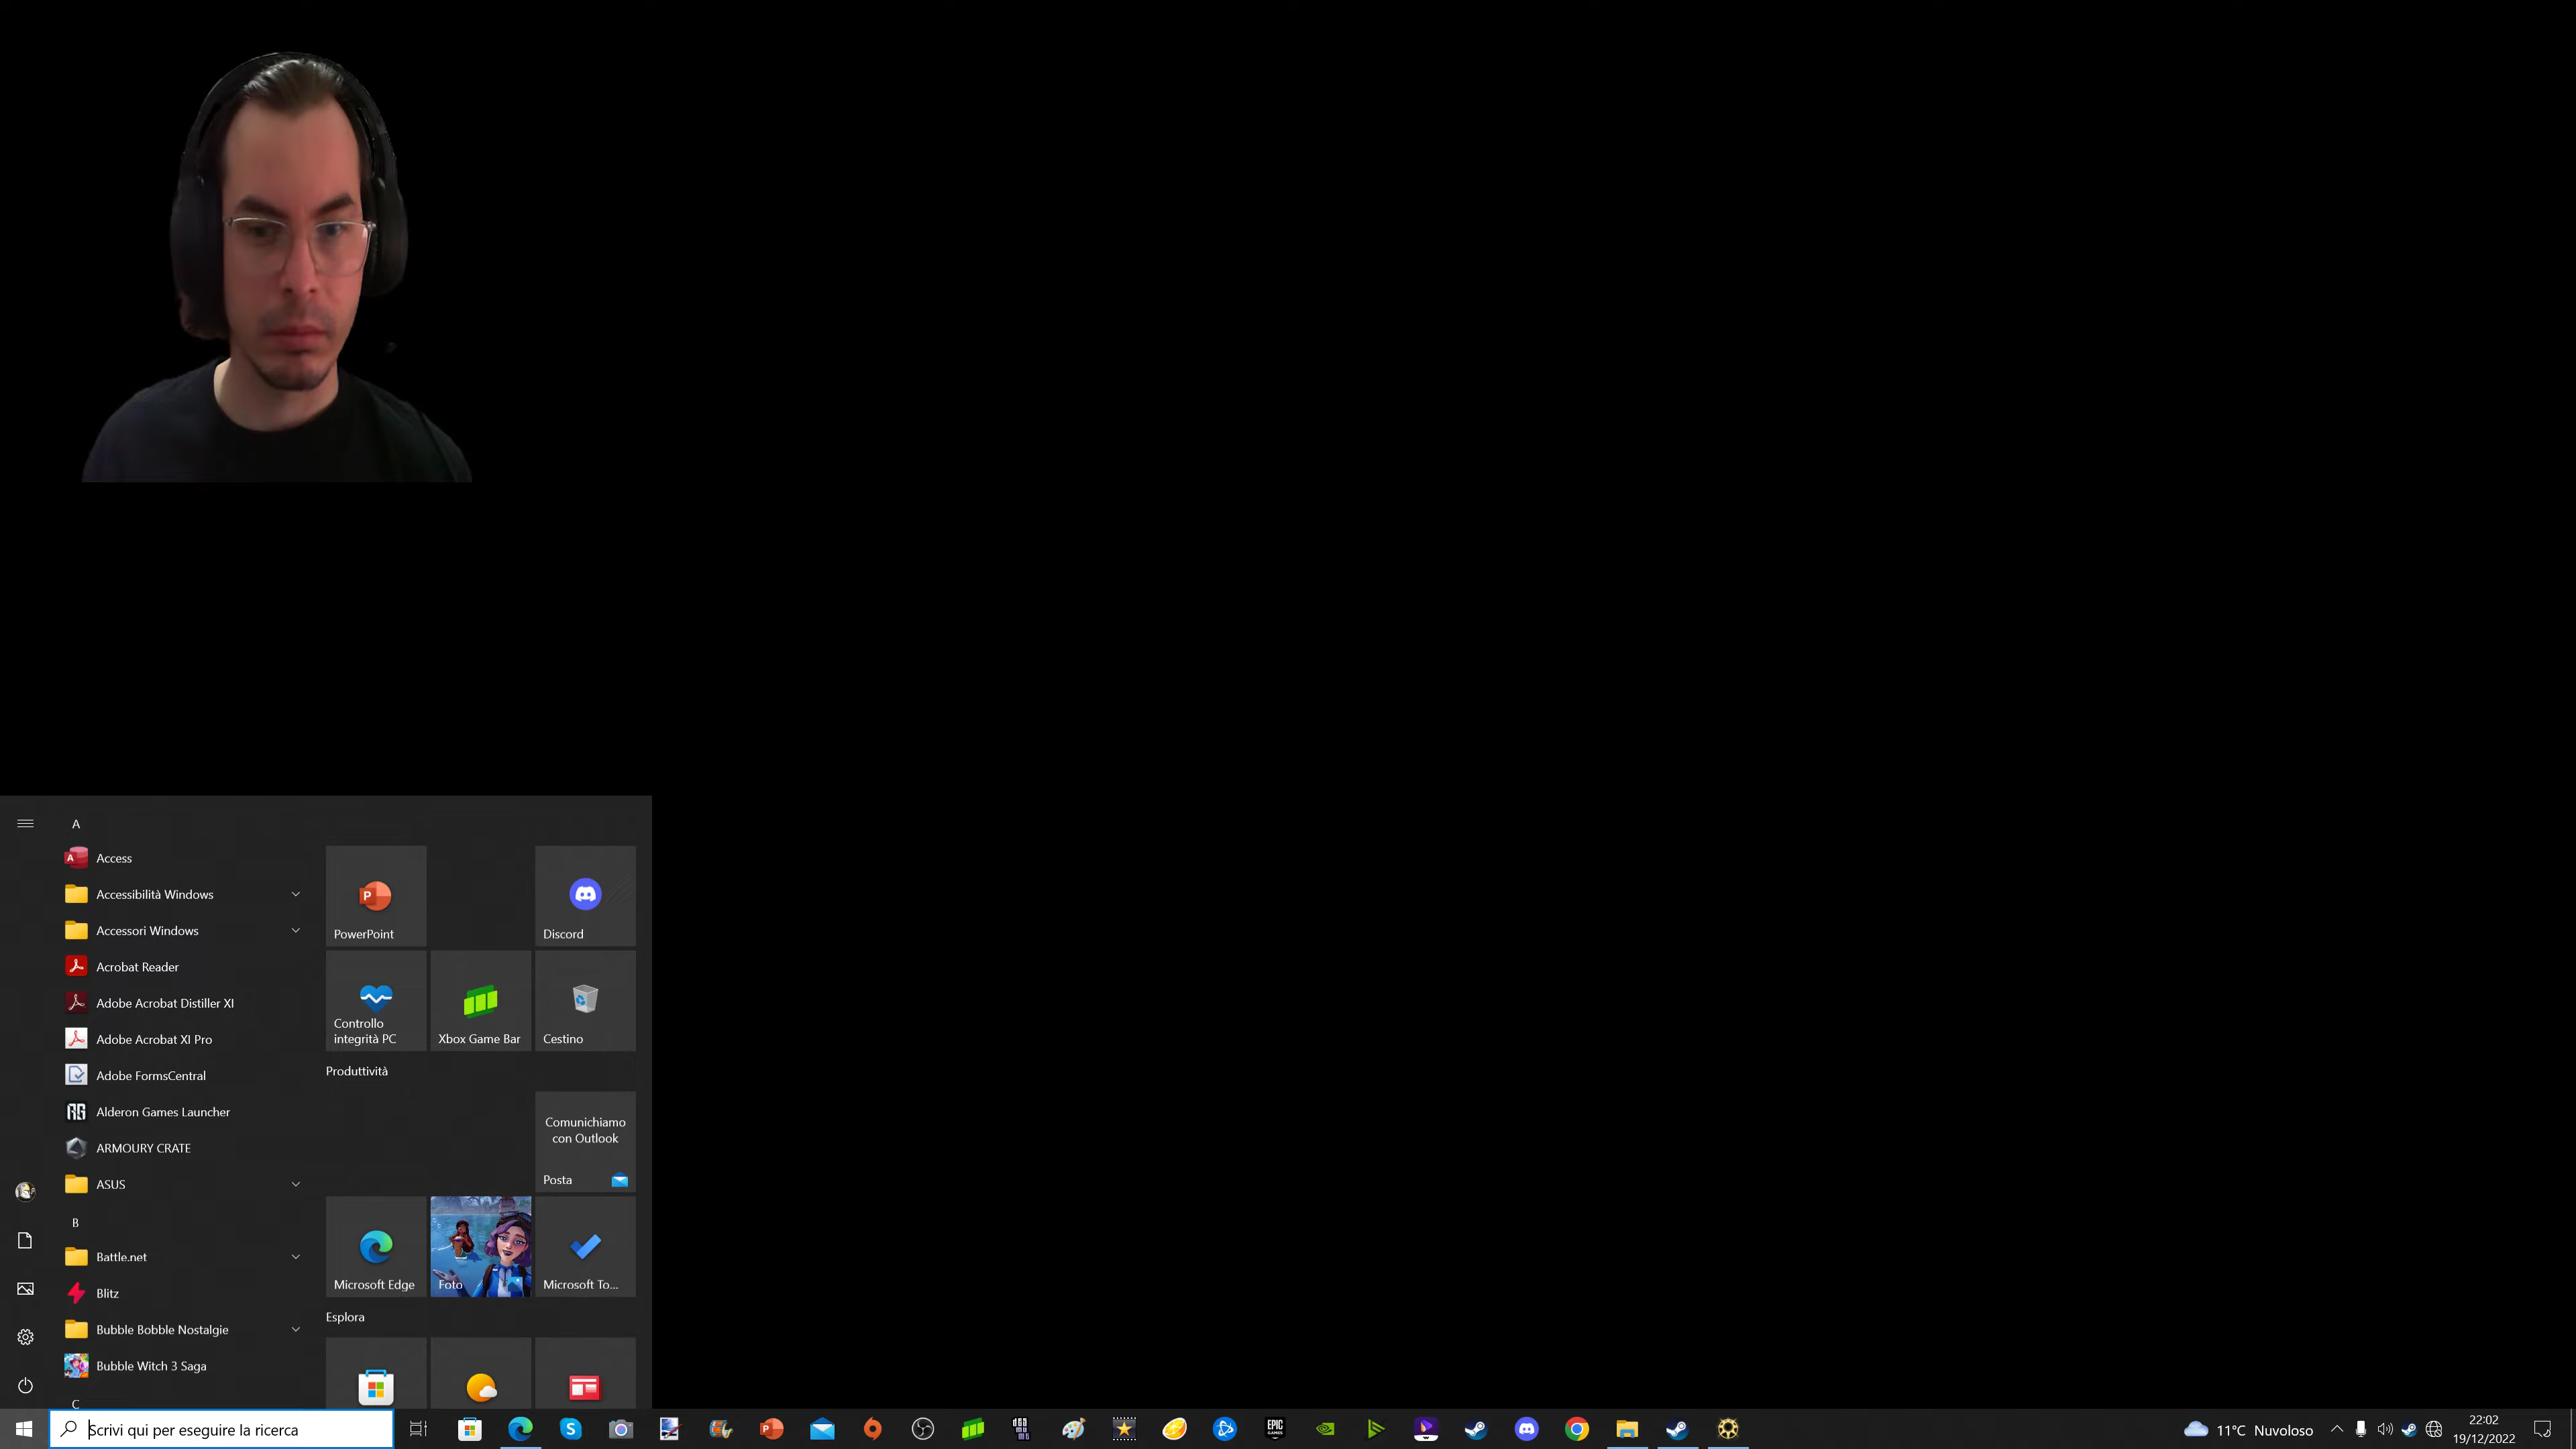 A
Access
Accessibilità Windows
Accessori Windows
Acrobat Reader
Adobe Acrobat Distiller XI
Adobe Acrobat XI Pro
Adobe FormsCentral
Alderon Games Launcher
ARMOURY CRATE
ASUS
B
Battle.net
Blitz
Bubble Bobble Nostalgie
Bubble Witch 3 Saga
C
PowerPoint
Discord
Controllo
integrità PC
Xbox Game Bar
Cestino
Produttività
Comunichiamo
con Outlook
Posta
Microsoft Edge
Foto
Microsoft To...
Esplora
Scrivi qui per eseguire la ricerca
EPIC
GAMES
11°C Nuvoloso
22:02
19/12/2022